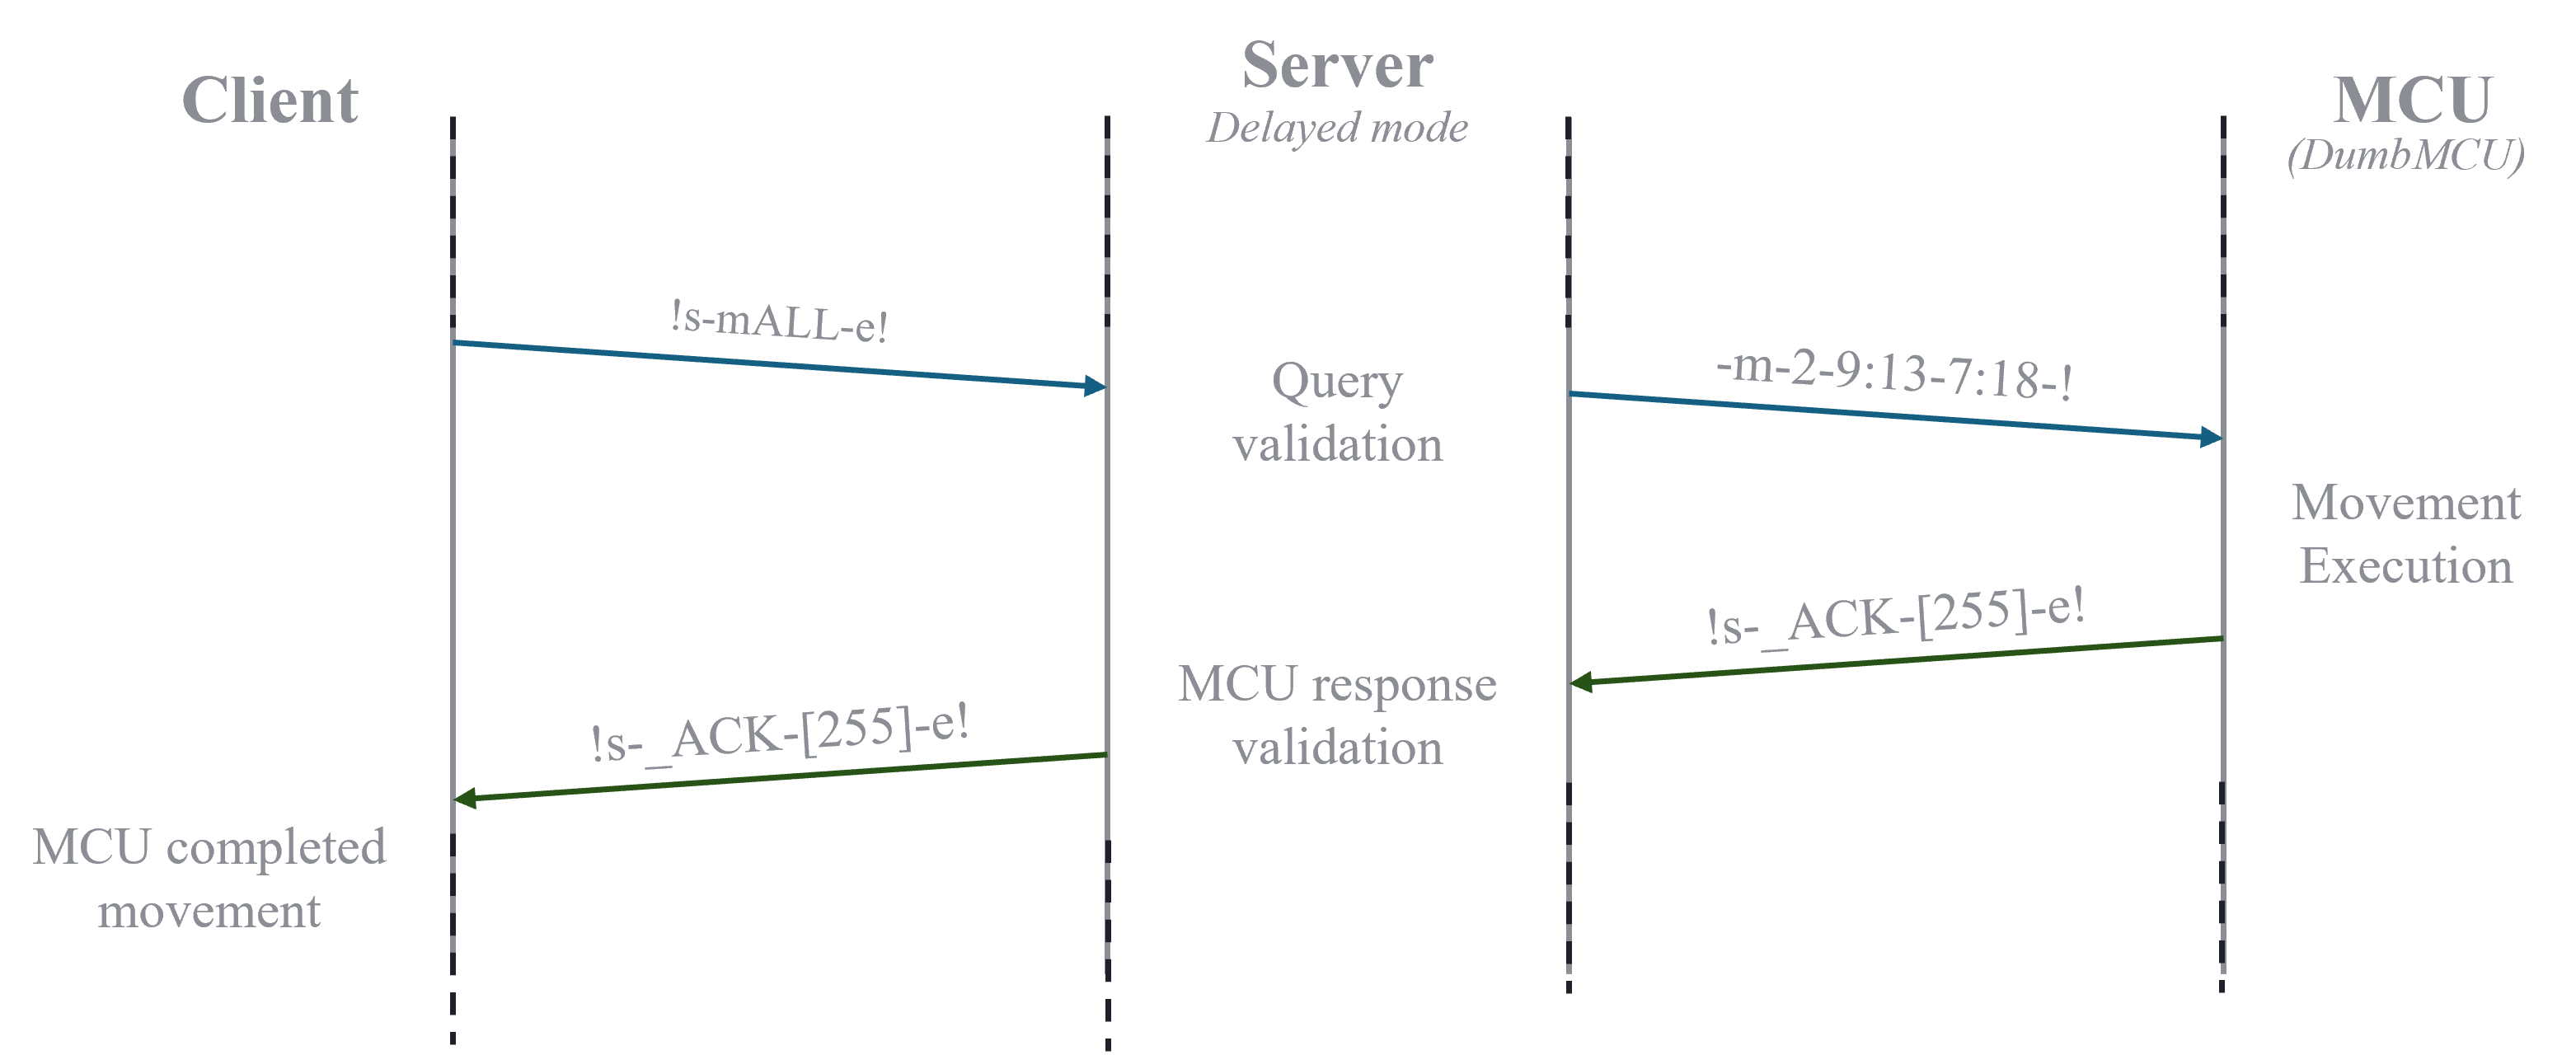 Client
Server
Delayed mode
MCU
(DumbMCU)
!s-mALL-e!
Query
validation
-m-2-9:13-7:18-!
Movement
Execution
!s-_ACK-[255]-e!
MCU response
validation
!s-_ACK-[255]-e!
MCU completed
movement